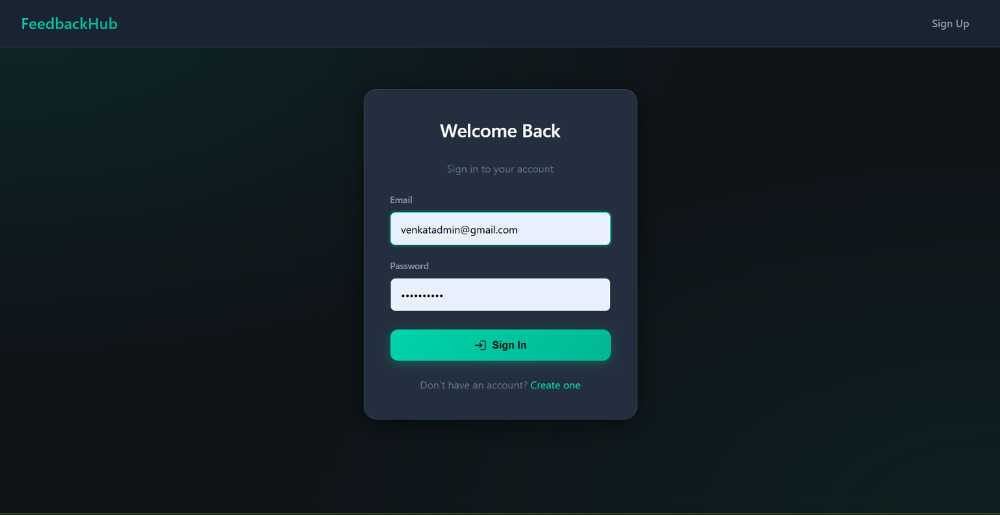 FeedbackHub
Sign Up
Welcome Back
Sign in to your account
Email
venkatadmin@gmail.com
Password
••••••••••
Sign In
Don't have an account? Create one